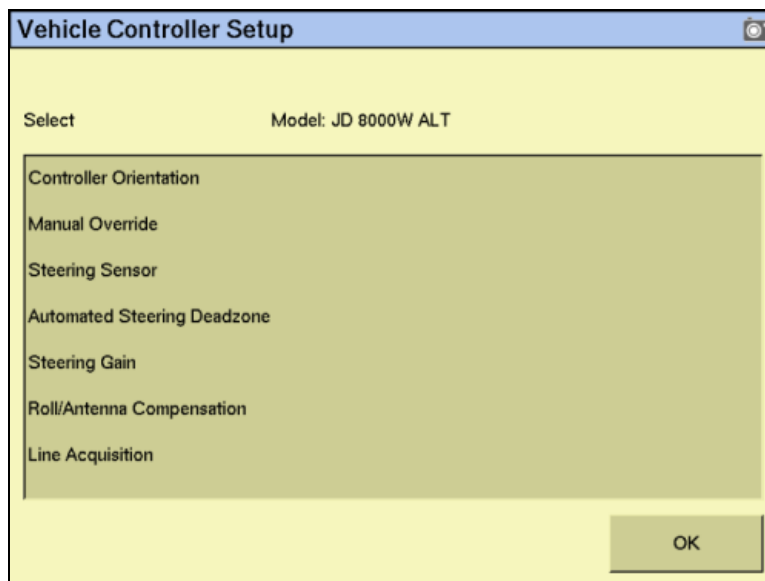 Vehicle Controller Setup
Select Model: JD 8000W ALT
Controller Orientation
Manual Override
Steering Sensor
Automated Steering Deadzone
Steering Gain
Roll/Antenna Compensation
Line Acquisition
OK